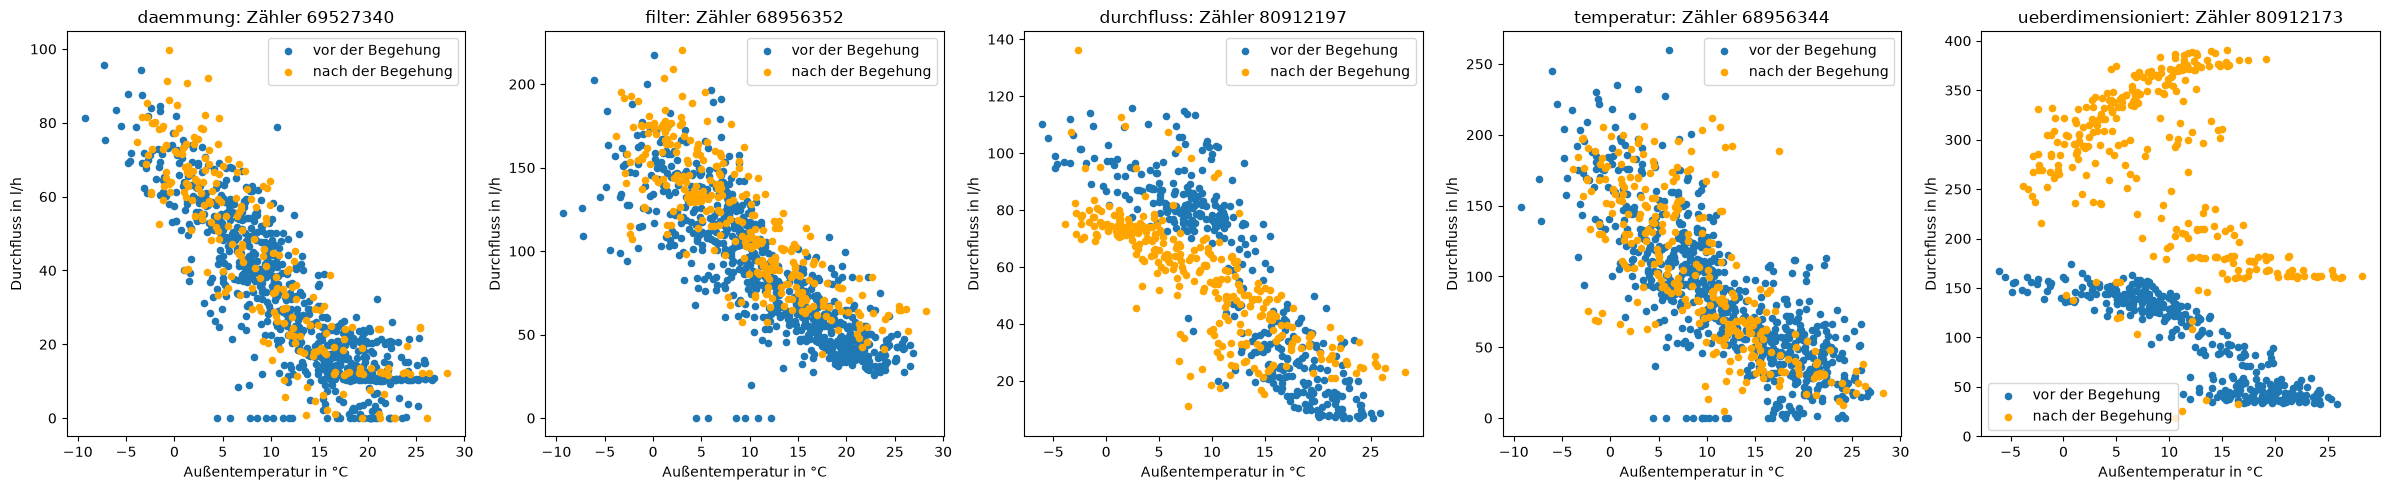 daemmung: Zähler 69527340
Durchfluss in l/h
100
80
60
40
20
0
vor der Begehung
nach der Begehung
−10 −5 0 5 10 15 20 25 30
Außentemperatur in °C
filter: Zähler 68956352
Durchfluss in l/h
200
150
100
50
0
vor der Begehung
nach der Begehung
−10 −5 0 5 10 15 20 25 30
Außentemperatur in °C
durchfluss: Zähler 80912197
Durchfluss in l/h
140
120
100
80
60
40
20
vor der Begehung
nach der Begehung
−5 0 5 10 15 20 25
Außentemperatur in °C
temperatur: Zähler 68956344
Durchfluss in l/h
250
200
150
100
50
0
vor der Begehung
nach der Begehung
−10 −5 0 5 10 15 20 25 30
Außentemperatur in °C
ueberdimensioniert: Zähler 80912173
Durchfluss in l/h
400
350
300
250
200
150
100
50
0
vor der Begehung
nach der Begehung
−5 0 5 10 15 20 25
Außentemperatur in °C